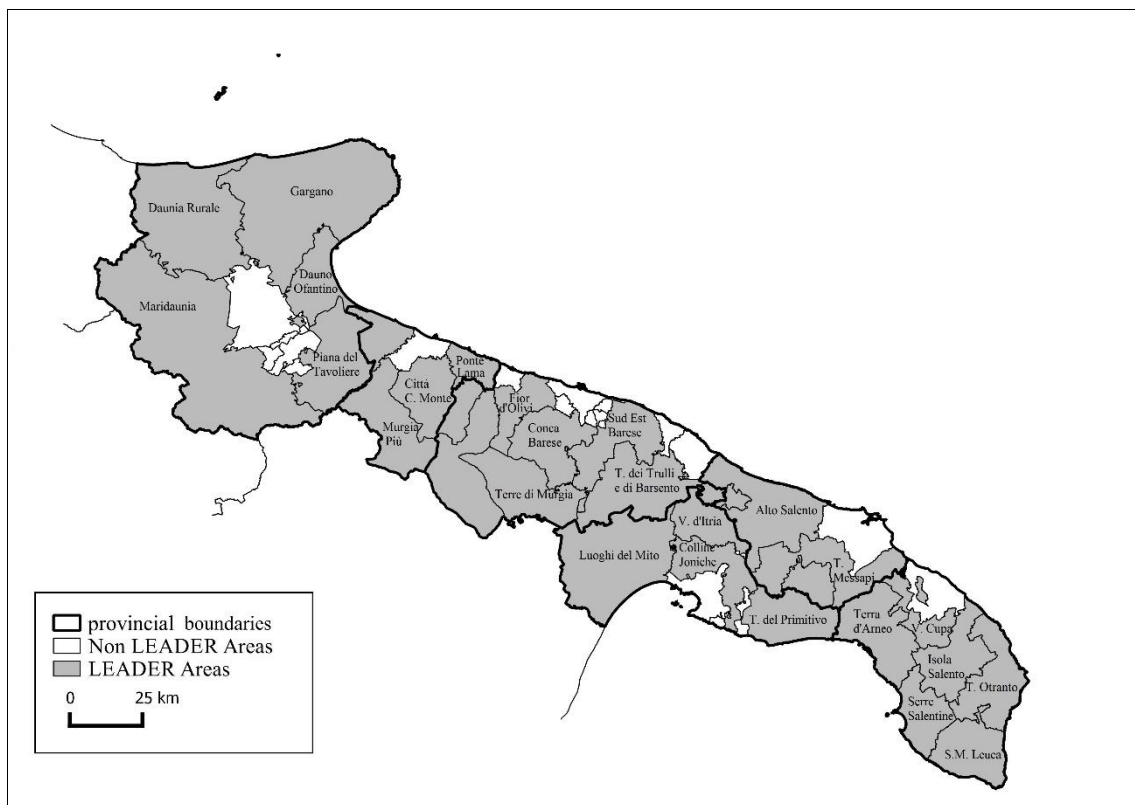 Gargano
Daunia Rurale
Dauno
Ofantino
Maridaunia
Piana del
Tavoliere
Ponte
Lama
Cittá
C. Monte
Fior
d'Olivi
Murgia
Più
Conca
Barese
Sud Est
Barese
T. dei Trulli
e di Barsento
Terre di Murgia
Alto Salento
V. d'Itria
Luoghi del Mito
Colline
Joniche
T.
Messapi
T. del Primitivo
Terra
d'Arneo
V. Cupa
Isola
Salento
T. Otranto
Serre
Salentine
S.M. Leuca
provincial boundaries
Non LEADER Areas
LEADER Areas
0 25 km